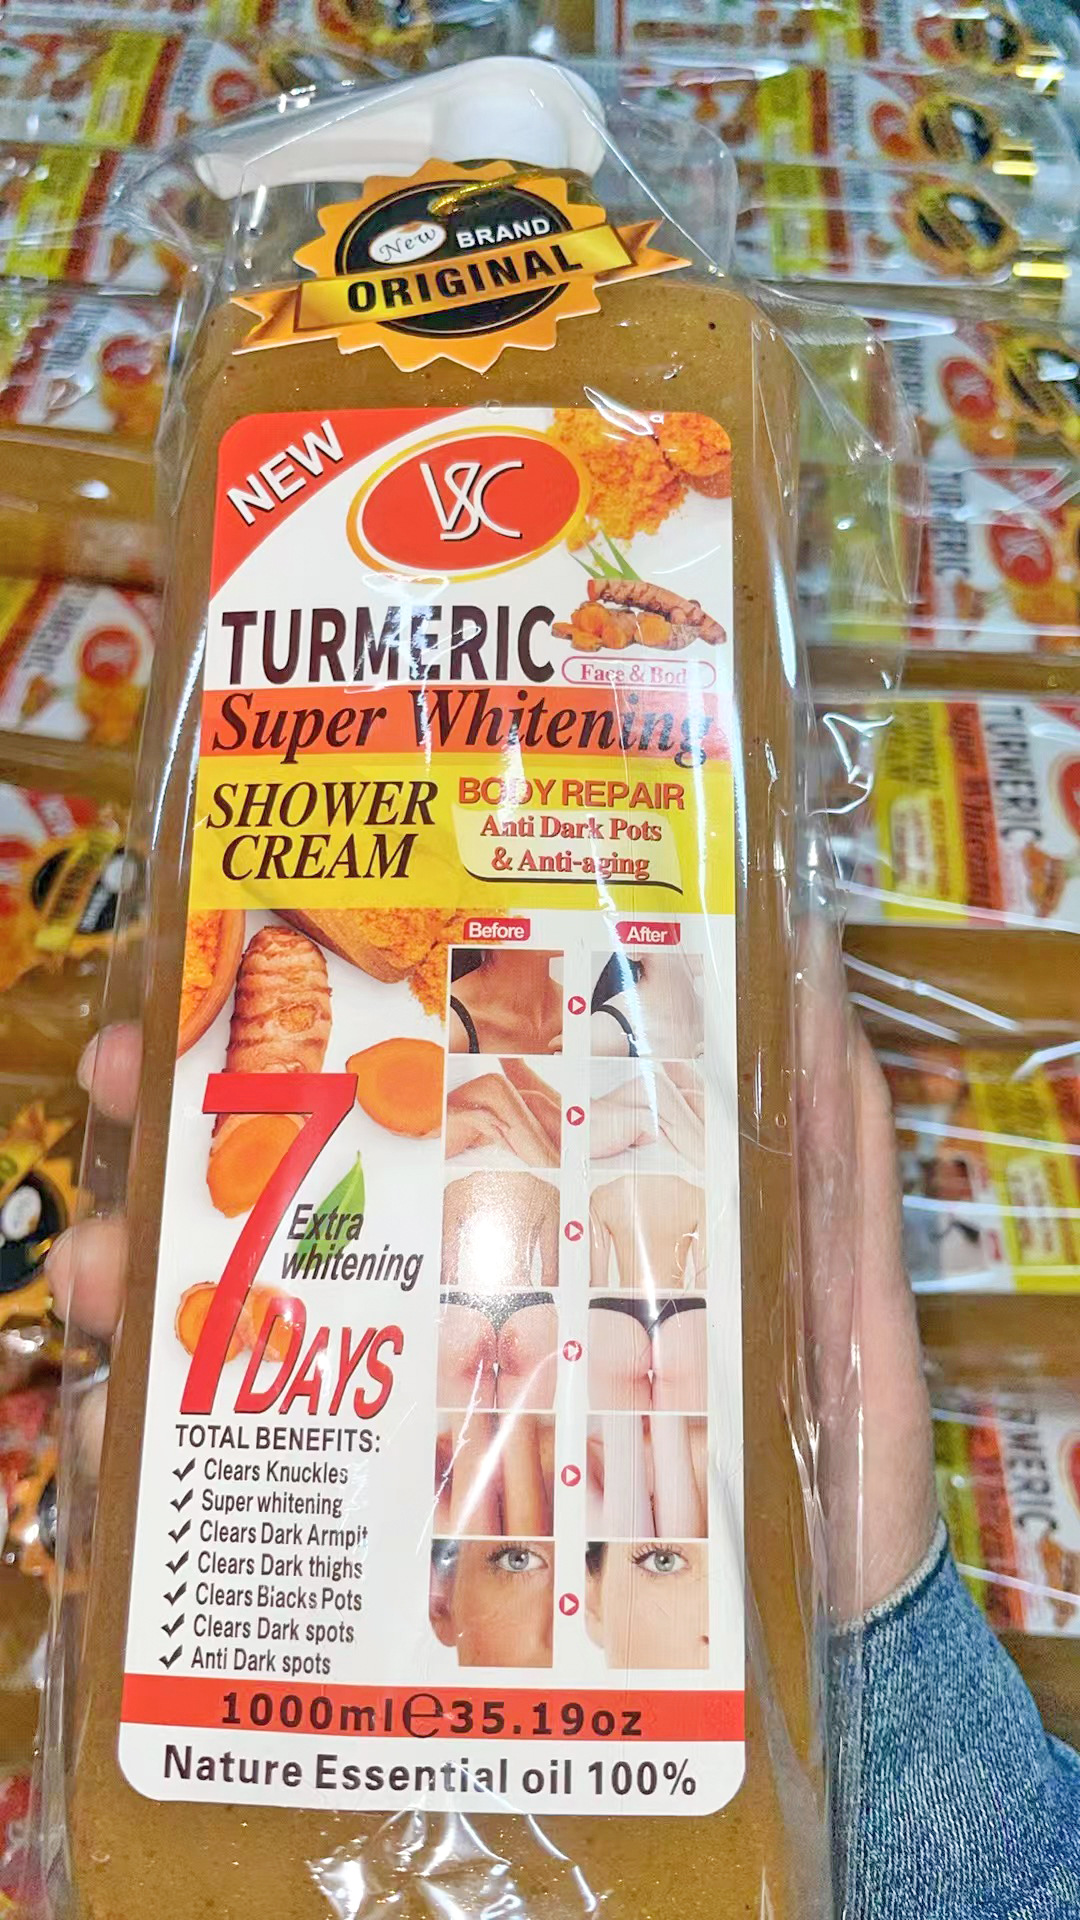 New BRAND
ORIGINAL
NEW
VSC
TURMERIC
Face & Body
Super Whitening
SHOWER
CREAM
BODY REPAIR
Anti Dark Pots
& Anti-aging
Before
After
7
Extra
whitening
DAYS
TOTAL BENEFITS:
Clears Knuckles
Super whitening
Clears Dark Armpit
Clears Dark thighs
Clears Biacks Pots
Clears Dark spots
Anti Dark spots
1000ml℮35.19oz
Nature Essential oil 100%